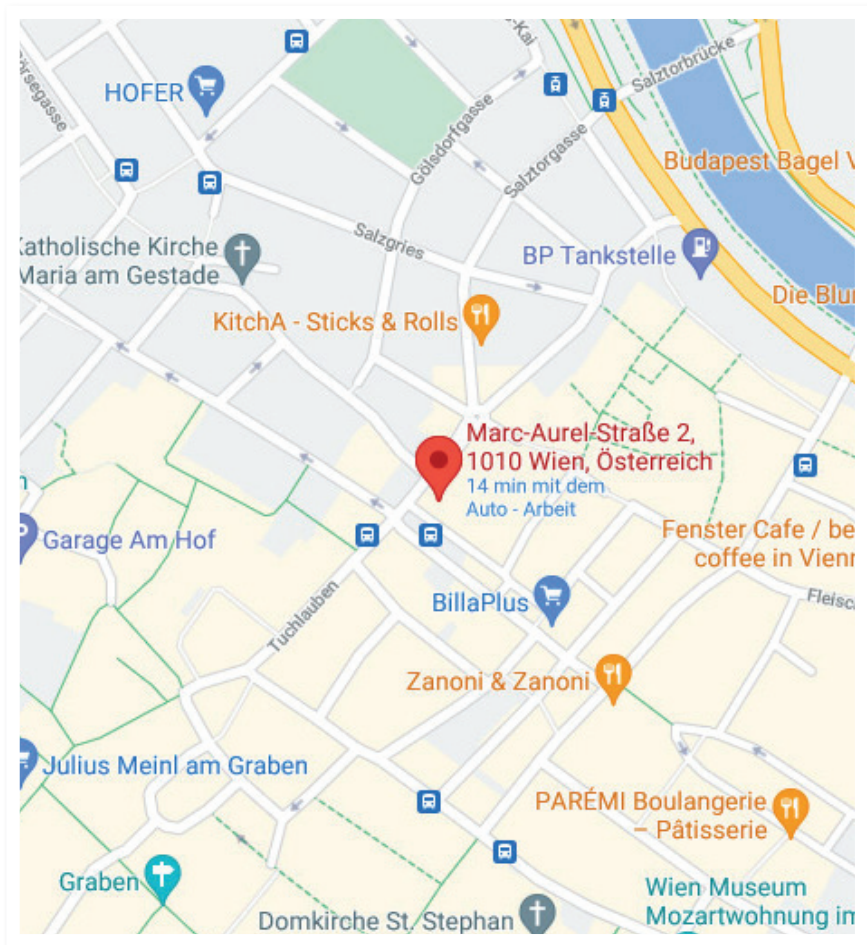 -Kai
Salztorbrücke
Börsegasse
HOFER
Gölsdorfgasse
Salztorgasse
Budapest Bagel V
Salzgries
Katholische Kirche
Maria am Gestade
BP Tankstelle
Die Blu
KitchA - Sticks & Rolls
Marc-Aurel-Straße 2,
1010 Wien, Österreich
14 min mit dem
Auto - Arbeit
Garage Am Hof
Fenster Cafe / be
coffee in Vien
BillaPlus
Fleisc
Tuchlauben
Zanoni & Zanoni
Julius Meinl am Graben
PARÉMI Boulangerie
– Pâtisserie
Graben
Wien Museum
Mozartwohnung im
Domkirche St. Stephan